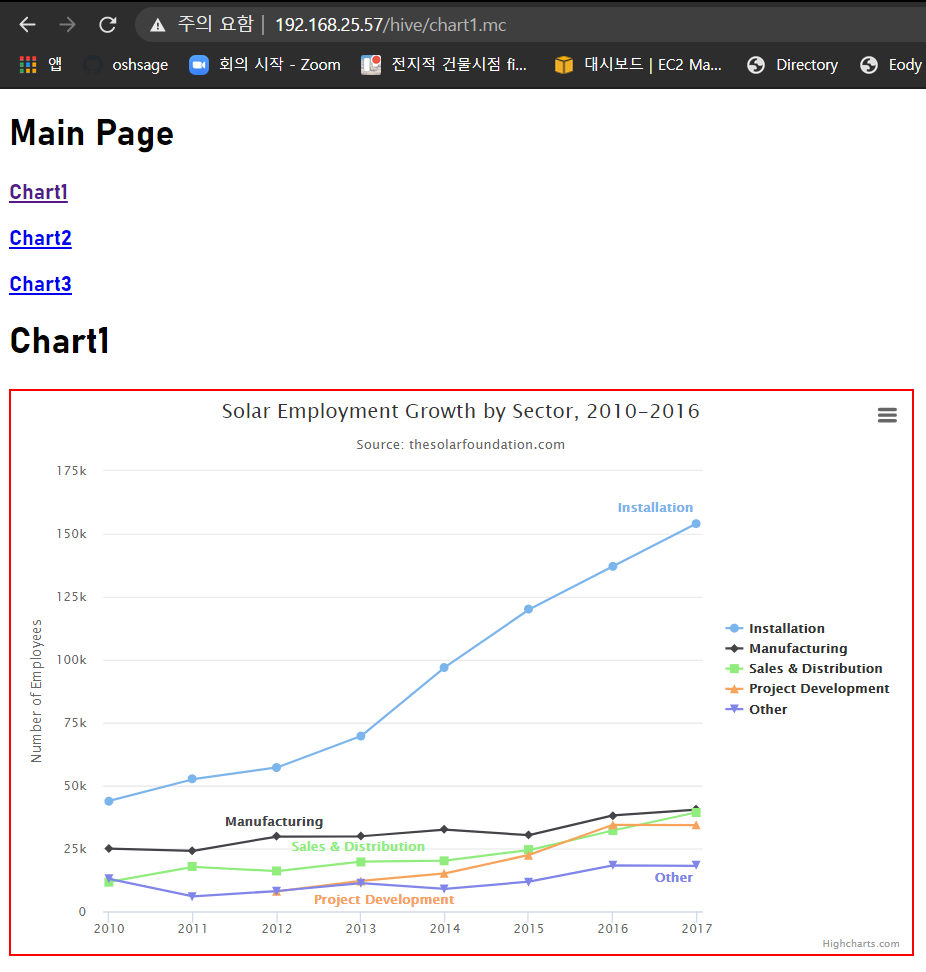 주의 요함 | 192.168.25.57/hive/chart1.mc
앱 oshsage 회의 시작 - Zoom 전지적 건물시점 fi... 대시보드 | EC2 Ma... Directory Eody
Main Page
Chart1
Chart2
Chart3
Chart1
Solar Employment Growth by Sector, 2010-2016
Source: thesolarfoundation.com
Number of Employees
175k
150k
125k
100k
75k
50k
25k
0
Installation
Manufacturing
Sales & Distribution
Project Development
Other
2010 2011 2012 2013 2014 2015 2016 2017
Installation
Manufacturing
Sales & Distribution
Project Development
Other
Highcharts.com